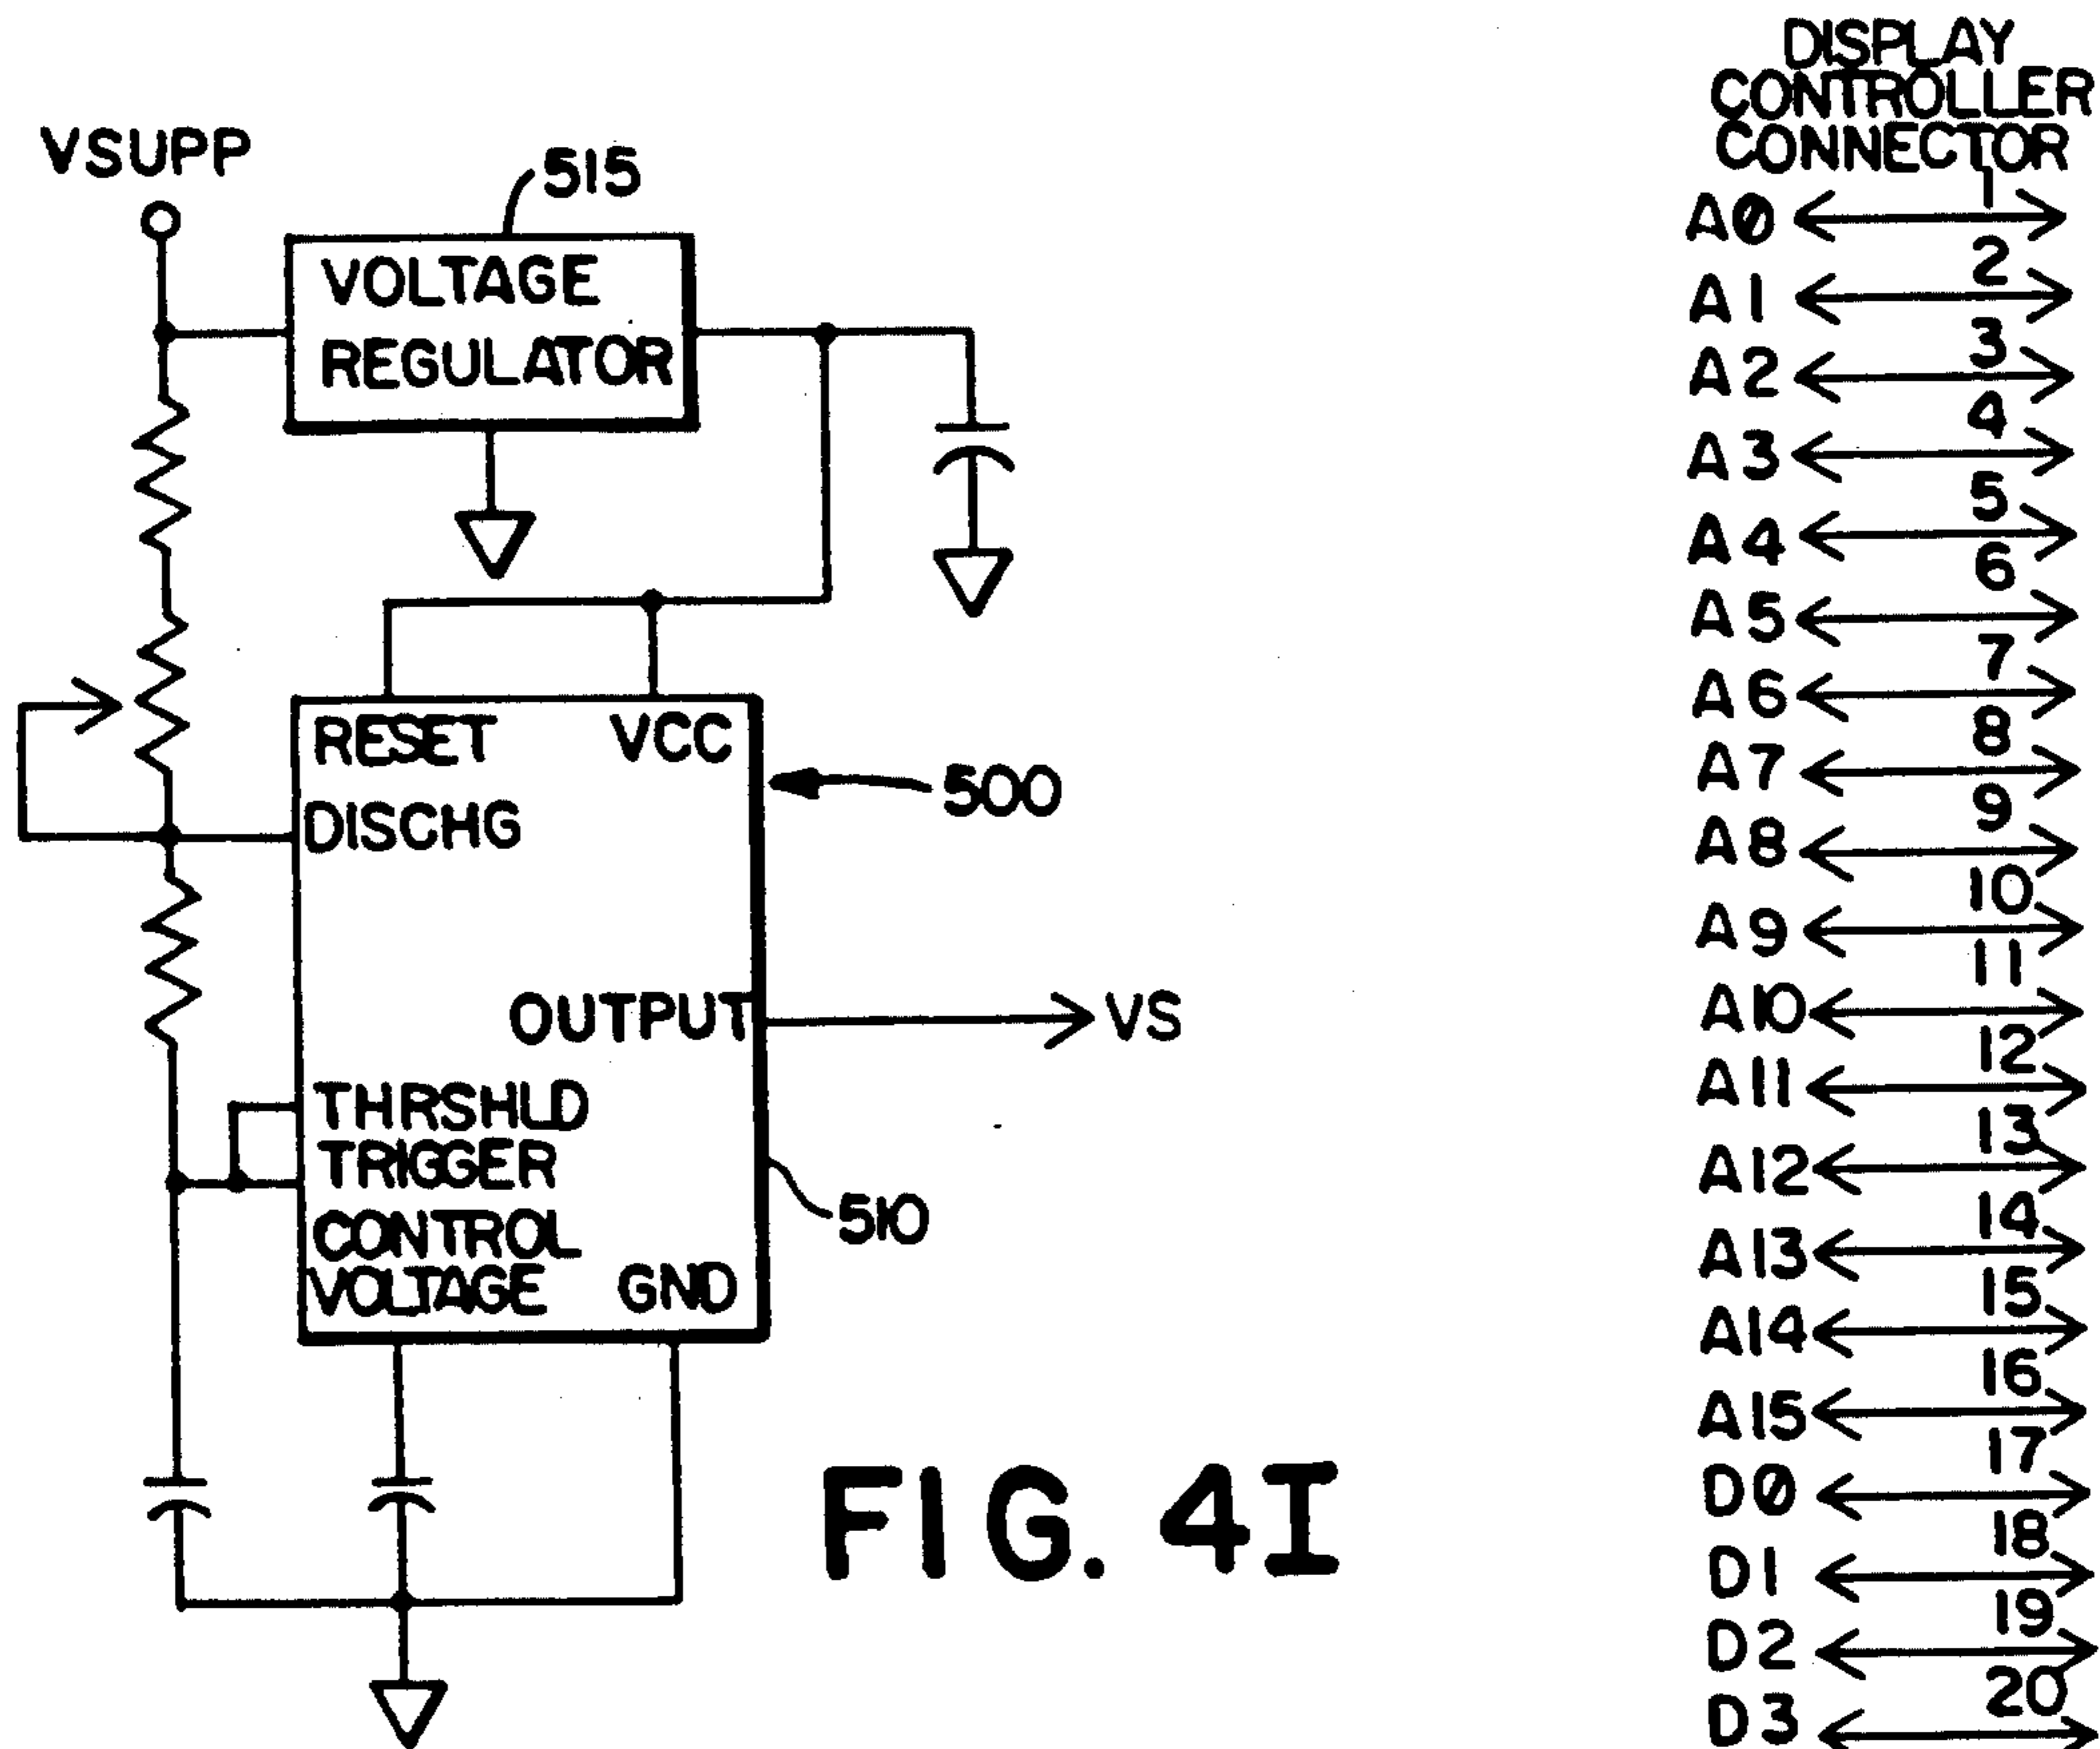 VSUPP
515
VOLTAGE
REGULATOR
RESET VCC
DISCHG
500
OUTPUT
VS
THRSHLD
TRIGGER
510
CONTROL
VOLTAGE GND
FIG. 4I
DISPLAY
CONTROLLER
CONNECTOR
A0 1
A1 2
A2 3
A3 4
A4 5
A5 6
A6 7
A7 8
A8 9
A9 10
A10 11
A11 12
A12 13
A13 14
A14 15
A15 16
D0 17
D1 18
D2 19
D3 20